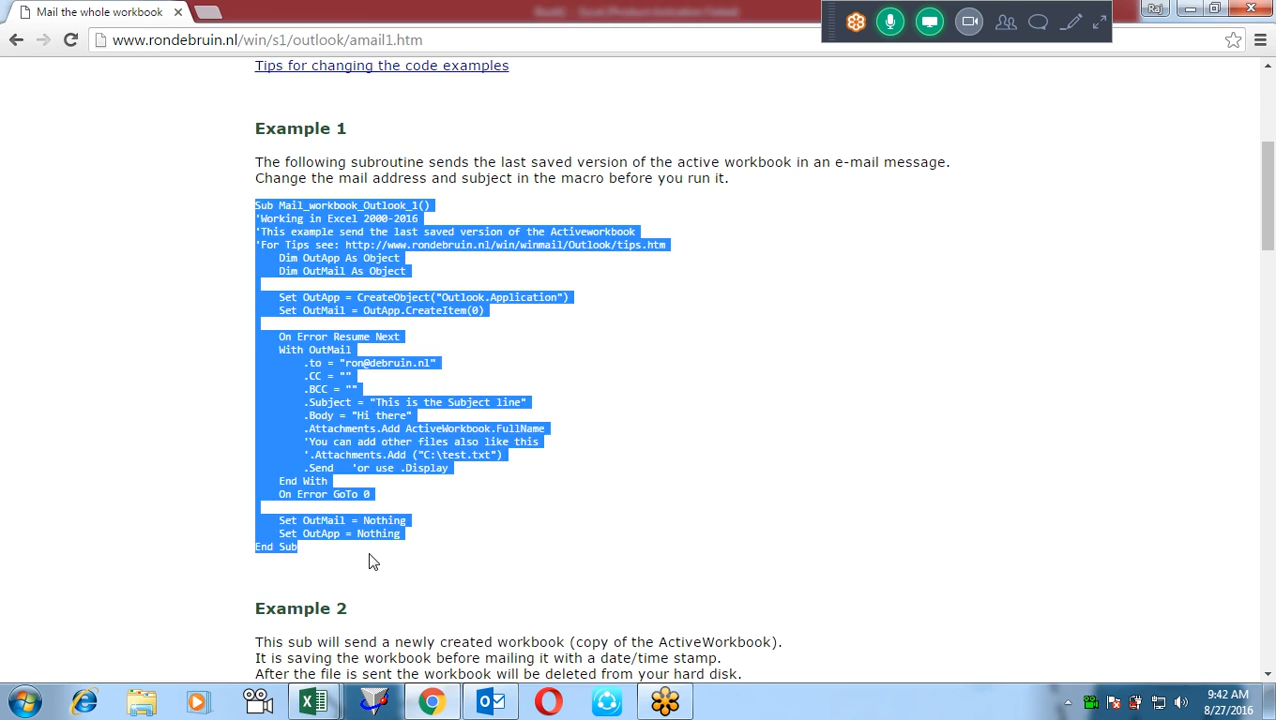 Mail the whole workbook
Raj
www.rondebruin.nl/win/s1/outlook/amail1.htm
Tips for changing the code examples
Example 1
The following subroutine sends the last saved version of the active workbook in an e-mail message.
Change the mail address and subject in the macro before you run it.
Sub Mail_workbook_Outlook_1()
'Working in Excel 2000-2016
'This example send the last saved version of the Activeworkbook
'For Tips see: http://www.rondebruin.nl/win/winmail/Outlook/tips.htm
Dim OutApp As Object
Dim OutMail As Object
Set OutApp = CreateObject("Outlook.Application")
Set OutMail = OutApp.CreateItem(0)
On Error Resume Next
With OutMail
.to = "ron@debruin.nl"
.CC = ""
.BCC = ""
.Subject = "This is the Subject line"
.Body = "Hi there"
.Attachments.Add ActiveWorkbook.FullName
'You can add other files also like this
'.Attachments.Add ("C:\test.txt")
.Send 'or use .Display
End With
On Error GoTo 0
Set OutMail = Nothing
Set OutApp = Nothing
End Sub
Example 2
This sub will send a newly created workbook (copy of the ActiveWorkbook).
It is saving the workbook before mailing it with a date/time stamp.
After the file is sent the workbook will be deleted from your hard disk.
9:42 AM
8/27/2016